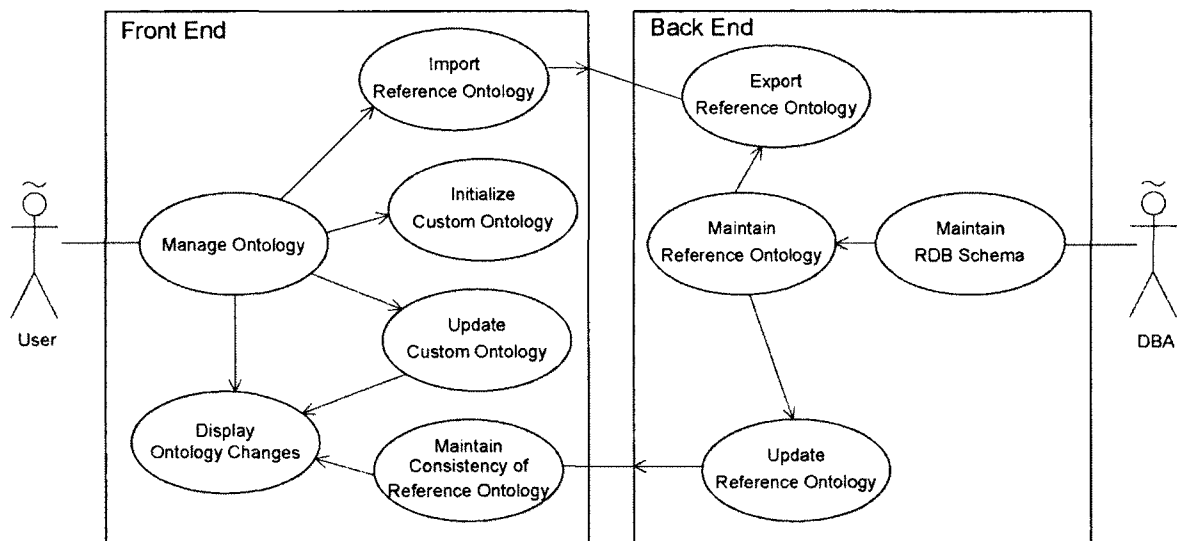 Front End
Back End
Import
Reference Ontology
Export
Reference Ontology
Initialize
Custom Ontology
Manage Ontology
Maintain
Reference Ontology
Maintain
RDB Schema
User
DBA
Update
Custom Ontology
Display
Ontology Changes
Maintain
Consistency of
Reference Ontology
Update
Reference Ontology